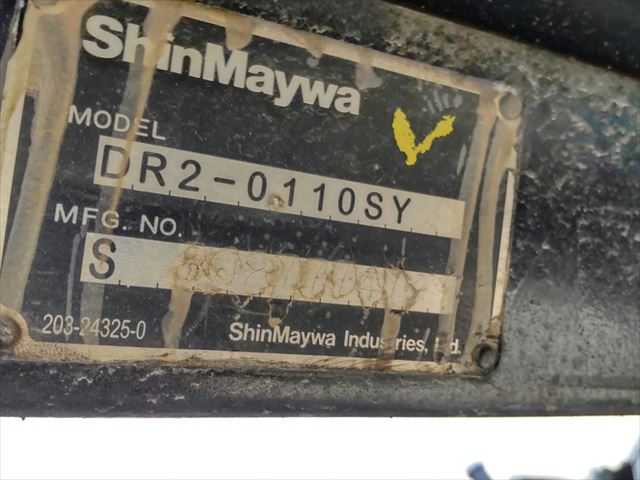 ShinMaywa
MODEL
DR2-0110SY
MFG. NO.
S
203-24325-0
ShinMaywa Industries, Ltd.